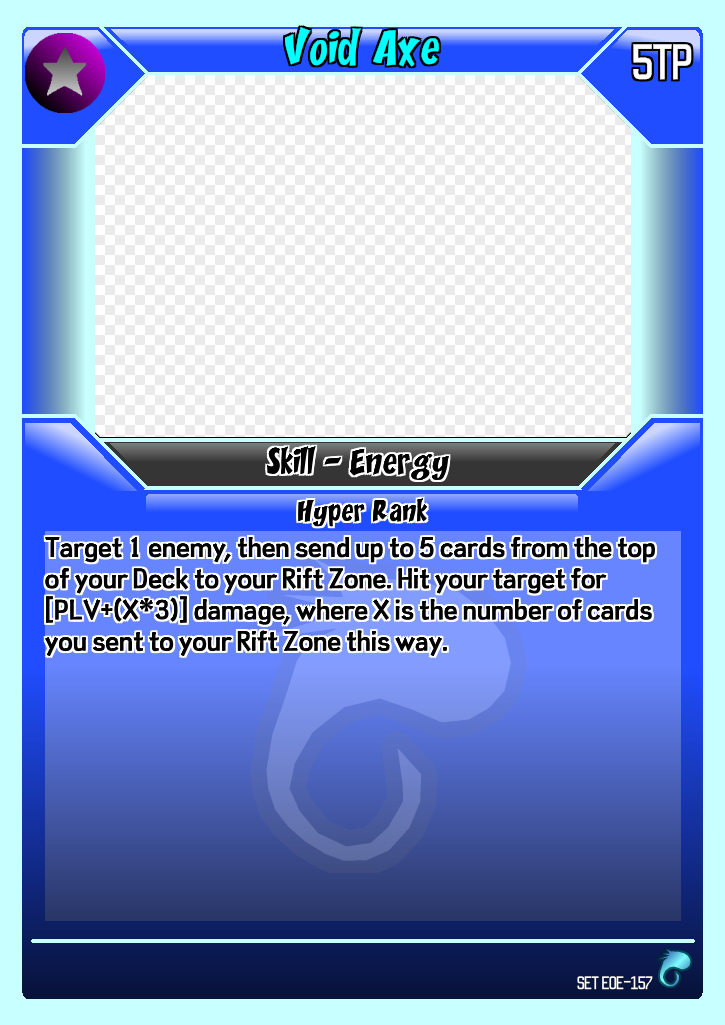 Void Axe
5TP
Skill - Energy
Hyper Rank
Target 1 enemy, then send up to 5 cards from the top
of your Deck to your Rift Zone. Hit your target for
[PLV+(X*3)] damage, where X is the number of cards
you sent to your Rift Zone this way.
SET EOE-157